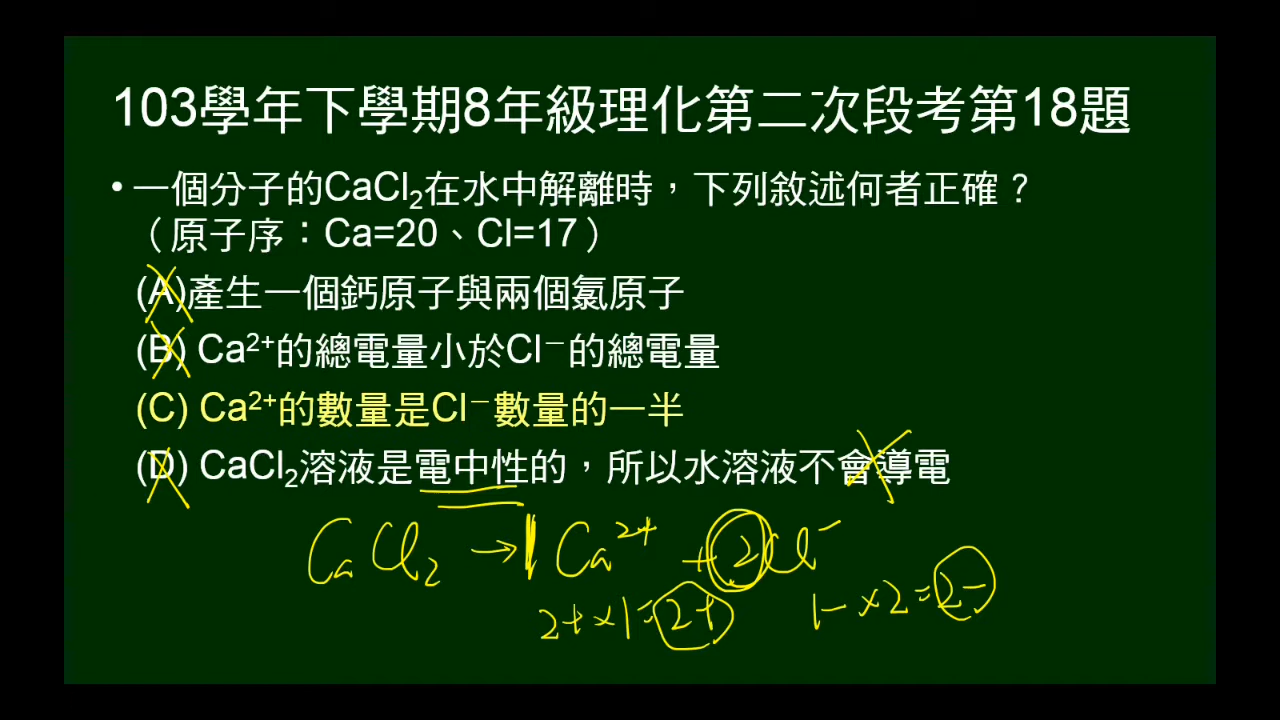 103學年下學期8年級理化第二次段考第18題
• 一個分子的CaCl₂在水中解離時，下列敘述何者正確？
（原子序：Ca=20、Cl=17）
(A)產生一個鈣原子與兩個氯原子
(B) Ca²⁺的總電量小於Cl⁻的總電量
(C) Ca²⁺的數量是Cl⁻數量的一半
(D) CaCl₂溶液是電中性的，所以水溶液不會導電
CaCl₂ → 1Ca²⁺ + 2Cl⁻
2+×1=2+ 1-×2=2-